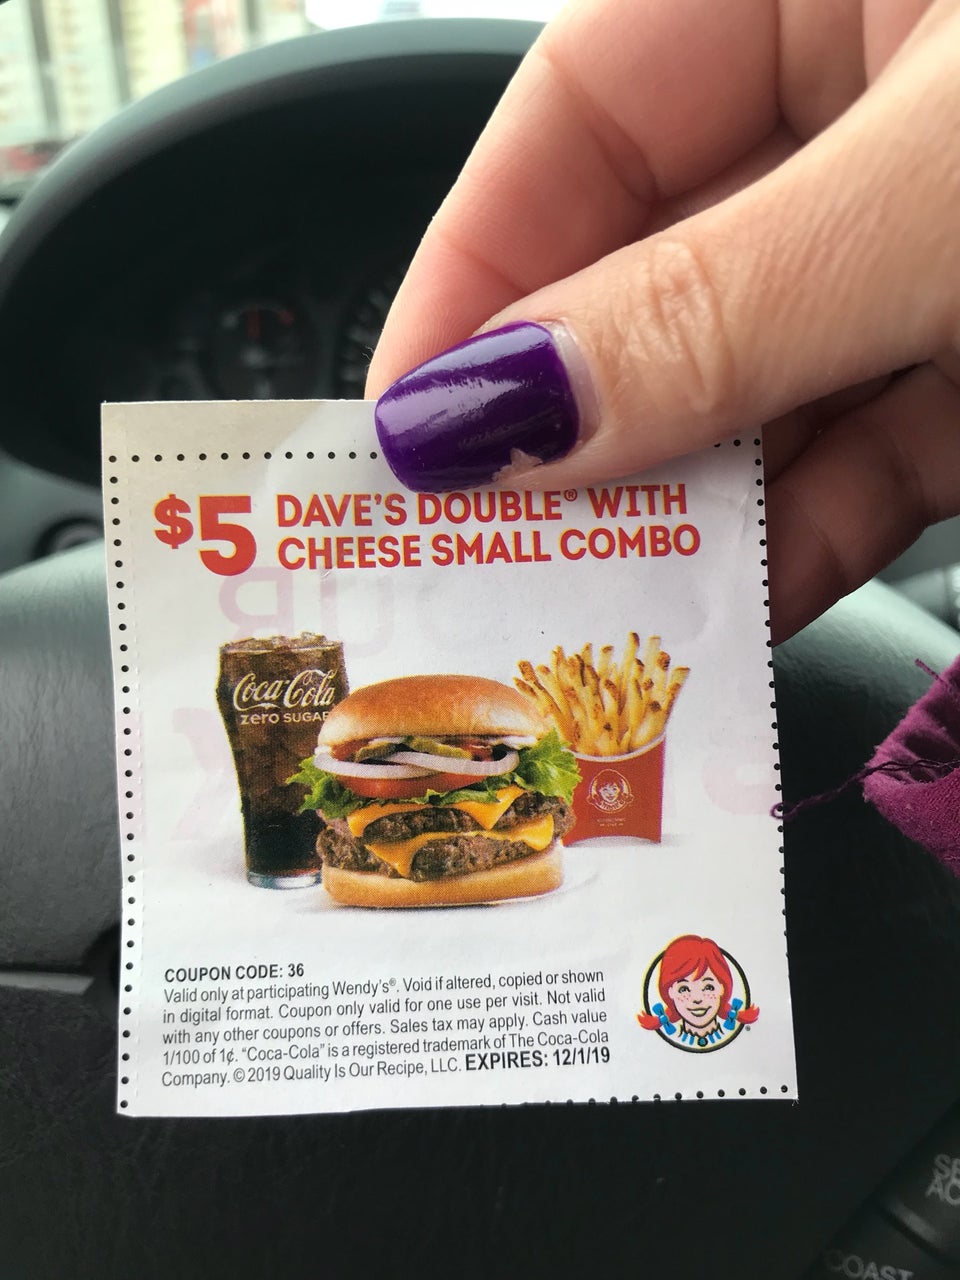 $5 DAVE'S DOUBLE® WITH
CHEESE SMALL COMBO
Coca-Cola
zero SUGAR
COUPON CODE: 36
Valid only at participating Wendy's®. Void if altered, copied or shown
in digital format. Coupon only valid for one use per visit. Not valid
with any other coupons or offers. Sales tax may apply. Cash value
1/100 of 1¢. “Coca-Cola” is a registered trademark of The Coca-Cola
Company. © 2019 Quality Is Our Recipe, LLC. EXPIRES: 12/1/19
COAST